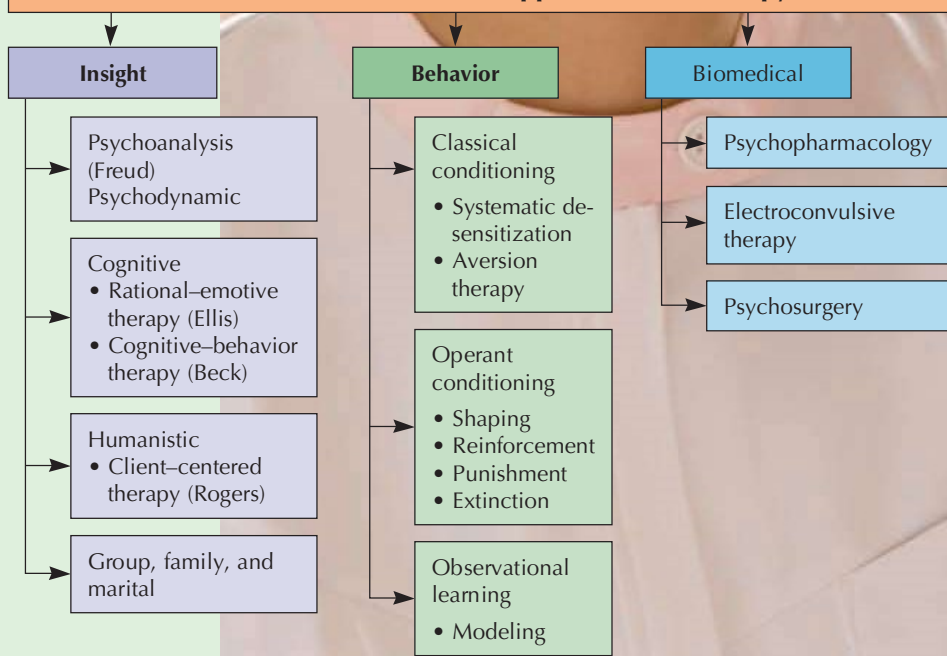 Insight
Psychoanalysis
(Freud)
Psychodynamic
Cognitive
• Rational–emotive
therapy (Ellis)
• Cognitive–behavior
therapy (Beck)
Humanistic
• Client–centered
therapy (Rogers)
Group, family, and
marital
Behavior
Classical
conditioning
• Systematic de-
sensitization
• Aversion
therapy
Operant
conditioning
• Shaping
• Reinforcement
• Punishment
• Extinction
Observational
learning
• Modeling
Biomedical
Psychopharmacology
Electroconvulsive
therapy
Psychosurgery